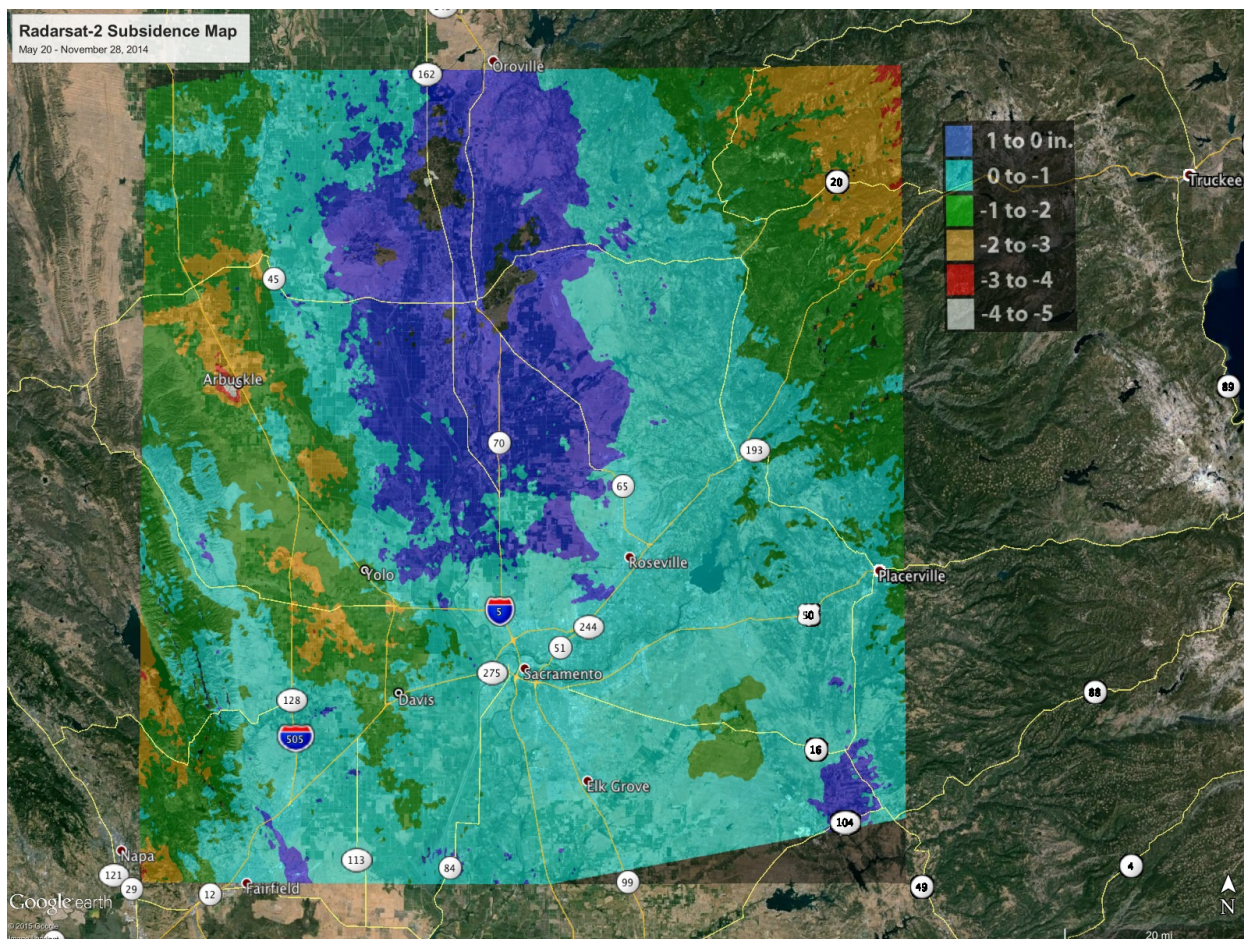 Radarsat-2 Subsidence Map
May 20 - November 28, 2014
162
Oroville
1 to 0 in.
0 to -1
-1 to -2
-2 to -3
-3 to -4
-4 to -5
Truckee
20
45
Arbuckle
89
70
193
65
Roseville
Yolo
Placerville
5
50
244
51
275
Sacramento
128
Davis
88
505
16
Elk Grove
104
Napa
113
84
4
121
29
12
Fairfield
99
49
N
Google earth
© 2015 Google
20 mi